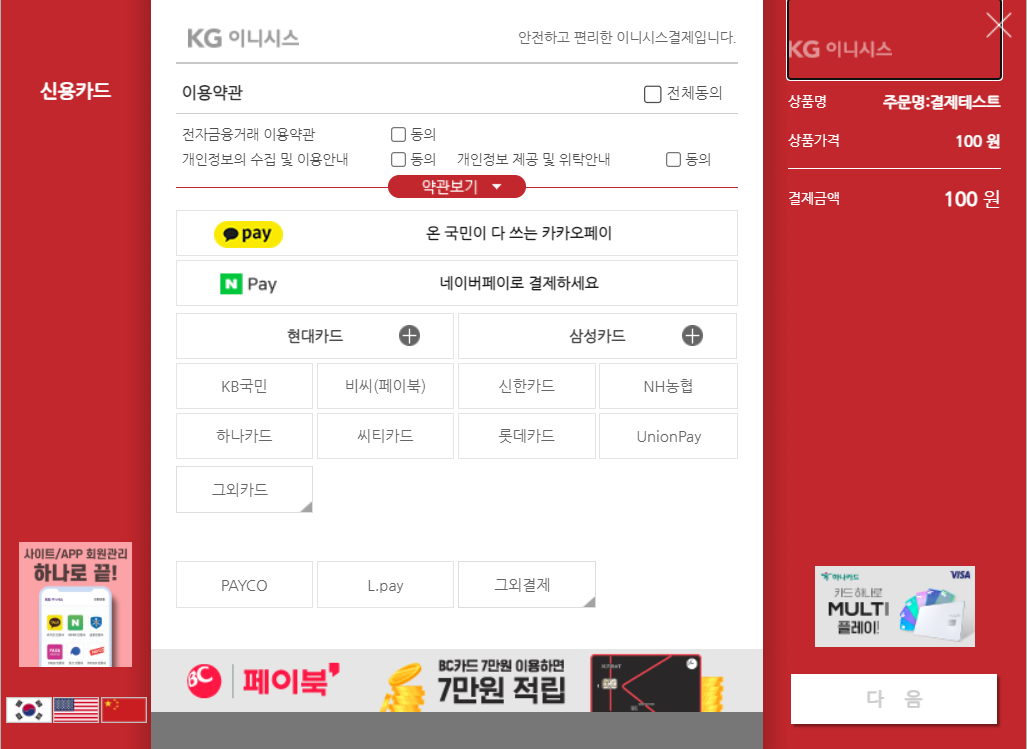 신용카드
KG 이니시스
안전하고 편리한 이니시스결제입니다.
이용약관
전체동의
전자금융거래 이용약관 동의
개인정보의 수집 및 이용안내 동의 개인정보 제공 및 위탁안내 동의
약관보기
pay 온 국민이 다 쓰는 카카오페이
N Pay 네이버페이로 결제하세요
현대카드 삼성카드
KB국민 비씨(페이북) 신한카드 NH농협
하나카드 씨티카드 롯데카드 UnionPay
그외카드
PAYCO L.pay 그외결제
BC 페이북
BC카드 7만원 이용하면
7만원 적립
사이트/APP 회원관리
하나로 끝!
N
PASS
KG 이니시스
상품명 주문명:결제테스트
상품가격 100 원
결제금액 100 원
하나카드 VISA
카드 하나로
MULTI
플레이!
다 음